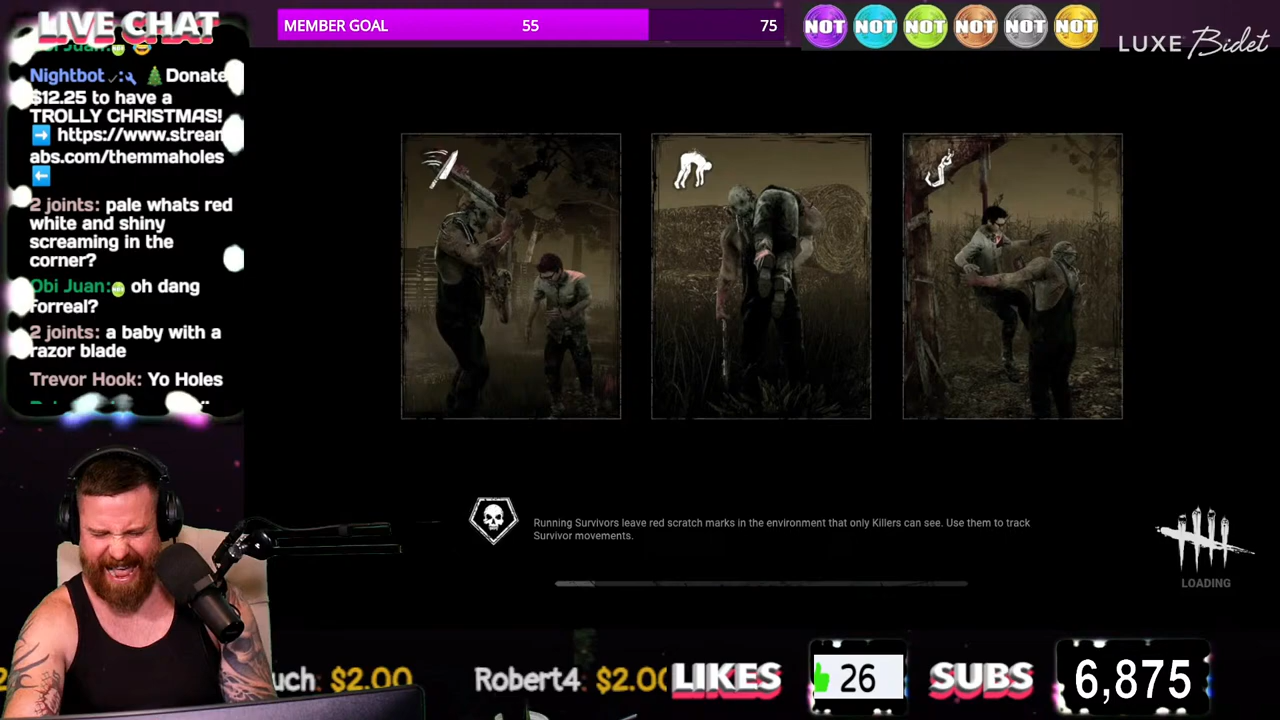 LIVE CHAT
MEMBER GOAL 55 75
NOT NOT NOT NOT NOT NOT
LUXE Bidet
Nightbot : Donate
$12.25 to have a
TROLLY CHRISTMAS!
https://www.strear
abs.com/themmaholes
2 joints: pale whats red
white and shiny
screaming in the
corner?
Obi Juan: oh dang
Forreal?
2 joints: a baby with a
razor blade
Trevor Hook: Yo Holes
Running Survivors leave red scratch marks in the environment that only Killers can see. Use them to track
Survivor movements.
LOADING
uch: $2.00 Robert4: $2.00
LIKES 26 SUBS 6,875